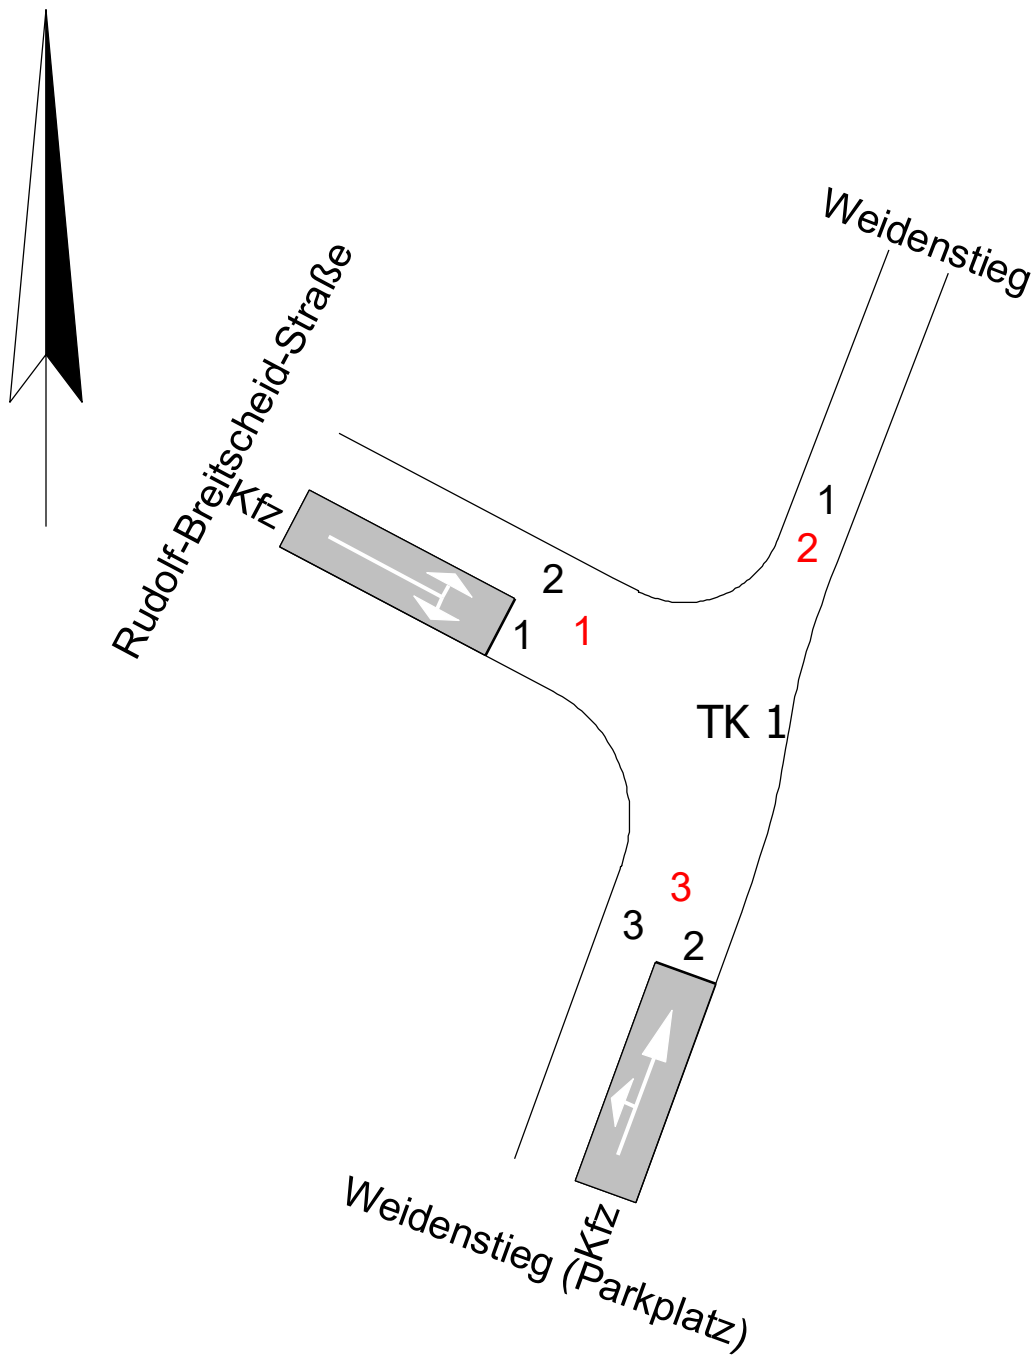 Weidenstieg
Rudolf-Breitscheid-Straße
Kfz
1
2
2
1
1
TK 1
3
3
2
Kfz
Weidenstieg (Parkplatz)